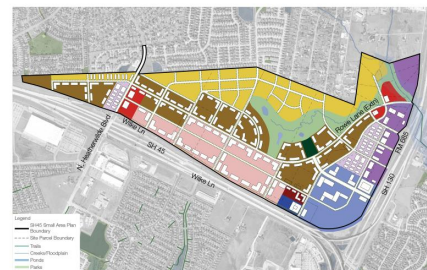 Rowe Lane (Extn)
FM 685
N. Heatherwilde Blvd
Wilke Ln
SH 45
Wilke Ln
SH-130
Legend
SH45 Small Area Plan
Boundary
Site Parcel Boundary
Trails
Creeks/Floodplain
Ponds
Parks